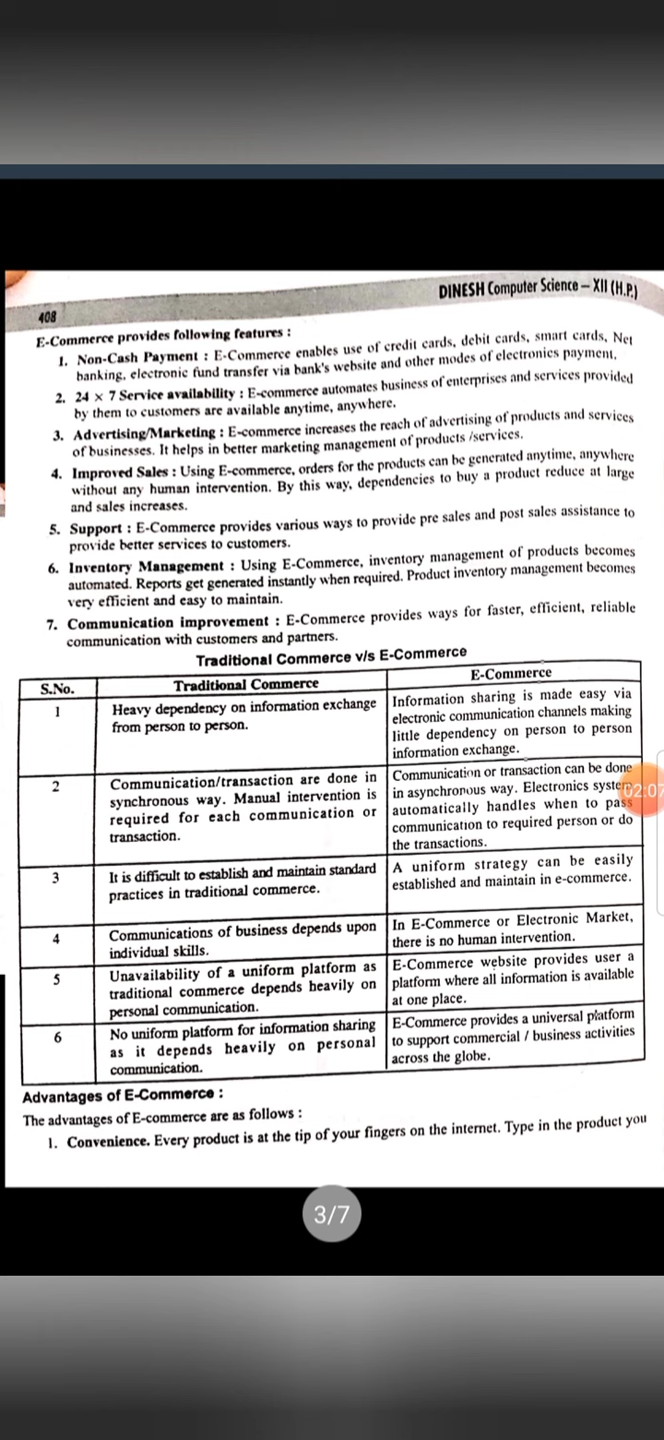 DINESH Computer Science – XII (H.P.)
408
E-Commerce provides following features :
1. Non-Cash Payment : E-Commerce enables use of credit cards, debit cards, smart cards, Net
banking, electronic fund transfer via bank's website and other modes of electronics payment.
2. 24 × 7 Service availability : E-commerce automates business of enterprises and services provided
by them to customers are available anytime, anywhere.
3. Advertising/Marketing : E-commerce increases the reach of advertising of products and services
of businesses. It helps in better marketing management of products /services.
4. Improved Sales : Using E-commerce, orders for the products can be generated anytime, anywhere
without any human intervention. By this way, dependencies to buy a product reduce at large
and sales increases.
5. Support : E-Commerce provides various ways to provide pre sales and post sales assistance to
provide better services to customers.
6. Inventory Management : Using E-Commerce, inventory management of products becomes
automated. Reports get generated instantly when required. Product inventory management becomes
very efficient and easy to maintain.
7. Communication improvement : E-Commerce provides ways for faster, efficient, reliable
communication with customers and partners.
Traditional Commerce v/s E-Commerce
S.No. Traditional Commerce E-Commerce
1
Heavy dependency on information exchange
from person to person.
Information sharing is made easy via
electronic communication channels making
little dependency on person to person
information exchange.
2
Communication/transaction are done in
synchronous way. Manual intervention is
required for each communication or
transaction.
Communication or transaction can be done
in asynchronous way. Electronics system
automatically handles when to pass
communication to required person or do
the transactions.
02:07
3
It is difficult to establish and maintain standard
practices in traditional commerce.
A uniform strategy can be easily
established and maintain in e-commerce.
4
Communications of business depends upon
individual skills.
In E-Commerce or Electronic Market,
there is no human intervention.
5
Unavailability of a uniform platform as
traditional commerce depends heavily on
personal communication.
E-Commerce website provides user a
platform where all information is available
at one place.
6
No uniform platform for information sharing
as it depends heavily on personal
communication.
E-Commerce provides a universal platform
to support commercial / business activities
across the globe.
Advantages of E-Commerce :
The advantages of E-commerce are as follows :
1. Convenience. Every product is at the tip of your fingers on the internet. Type in the product you
3/7